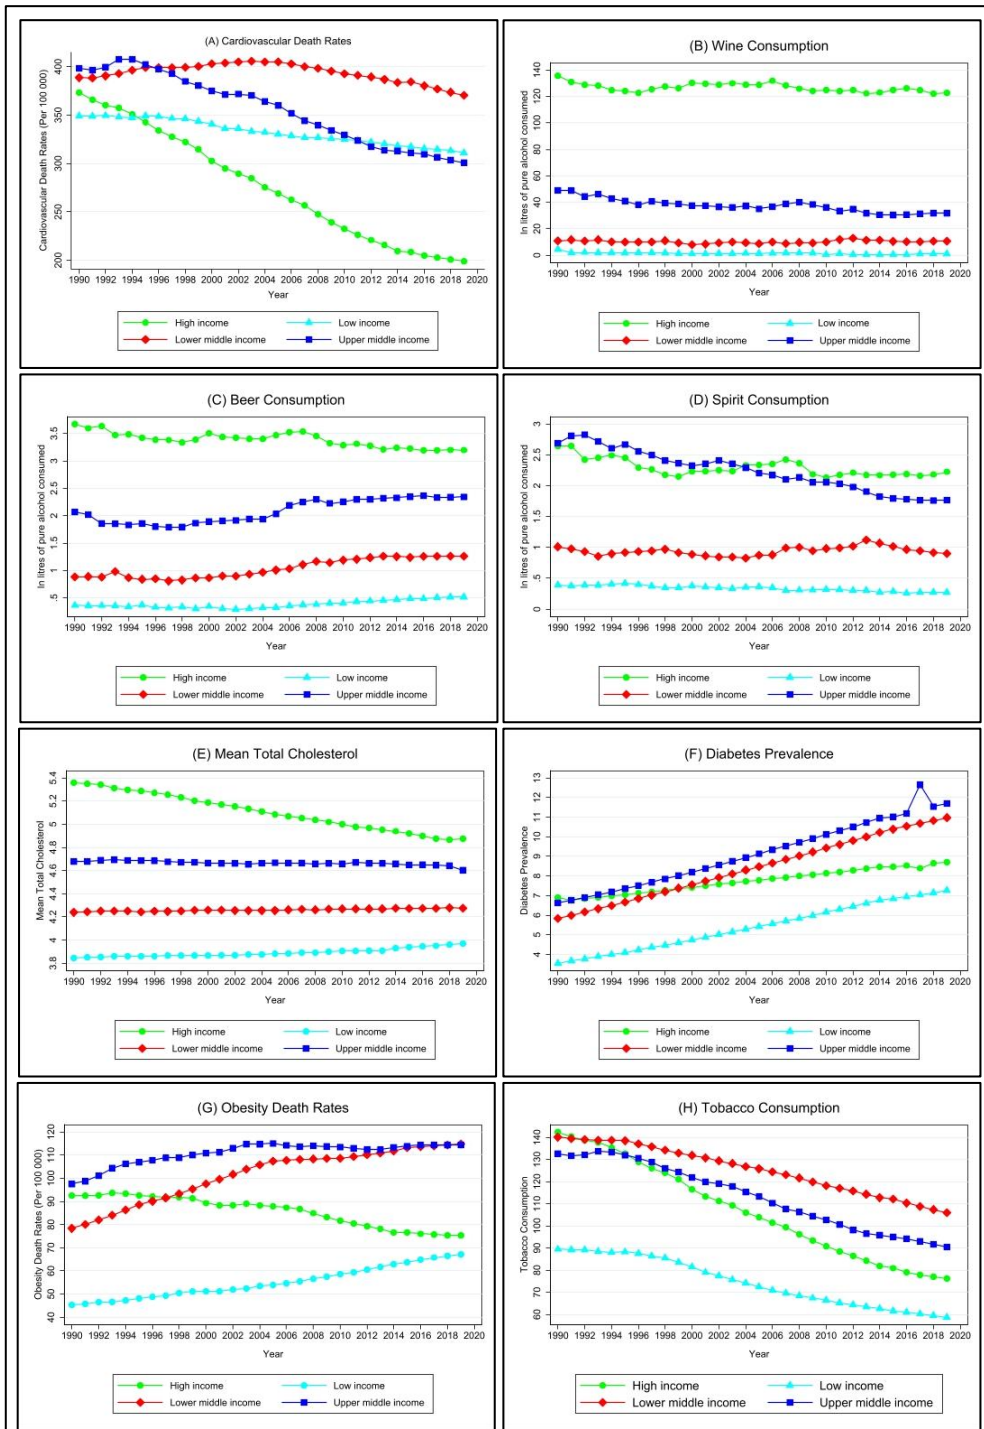 (A) Cardiovascular Death Rates
Cardiovascular Death Rates (Per 100 000)
400
350
300
250
200
1990 1992 1994 1996 1998 2000 2002 2004 2006 2008 2010 2012 2014 2016 2018 2020
Year
High income Low income
Lower middle income Upper middle income
(B) Wine Consumption
In litres of pure alcohol consumed
140
120
100
80
60
40
20
0
1990 1992 1994 1996 1998 2000 2002 2004 2006 2008 2010 2012 2014 2016 2018 2020
Year
High income Low income
Lower middle income Upper middle income
(C) Beer Consumption
In litres of pure alcohol consumed
3.5
3
2.5
2
1.5
1
.5
1990 1992 1994 1996 1998 2000 2002 2004 2006 2008 2010 2012 2014 2016 2018 2020
Year
High income Low income
Lower middle income Upper middle income
(D) Spirit Consumption
In litres of pure alcohol consumed
3
2.5
2
1.5
1
.5
0
1990 1992 1994 1996 1998 2000 2002 2004 2006 2008 2010 2012 2014 2016 2018 2020
Year
High income Low income
Lower middle income Upper middle income
(E) Mean Total Cholesterol
Mean Total Cholesterol
5.4
5.2
5
4.8
4.6
4.4
4.2
4
3.8
1990 1992 1994 1996 1998 2000 2002 2004 2006 2008 2010 2012 2014 2016 2018 2020
Year
High income Low income
Lower middle income Upper middle income
(F) Diabetes Prevalence
Diabetes Prevalence
13
12
11
10
9
8
7
6
5
4
1990 1992 1994 1996 1998 2000 2002 2004 2006 2008 2010 2012 2014 2016 2018 2020
Year
High income Low income
Lower middle income Upper middle income
(G) Obesity Death Rates
Obesity Death Rates (Per 100 000)
120
110
100
90
80
70
60
50
40
1990 1992 1994 1996 1998 2000 2002 2004 2006 2008 2010 2012 2014 2016 2018 2020
Year
High income Low income
Lower middle income Upper middle income
(H) Tobacco Consumption
Tobacco Consumption
140
130
120
110
100
90
80
70
60
1990 1992 1994 1996 1998 2000 2002 2004 2006 2008 2010 2012 2014 2016 2018 2020
Year
High income Low income
Lower middle income Upper middle income